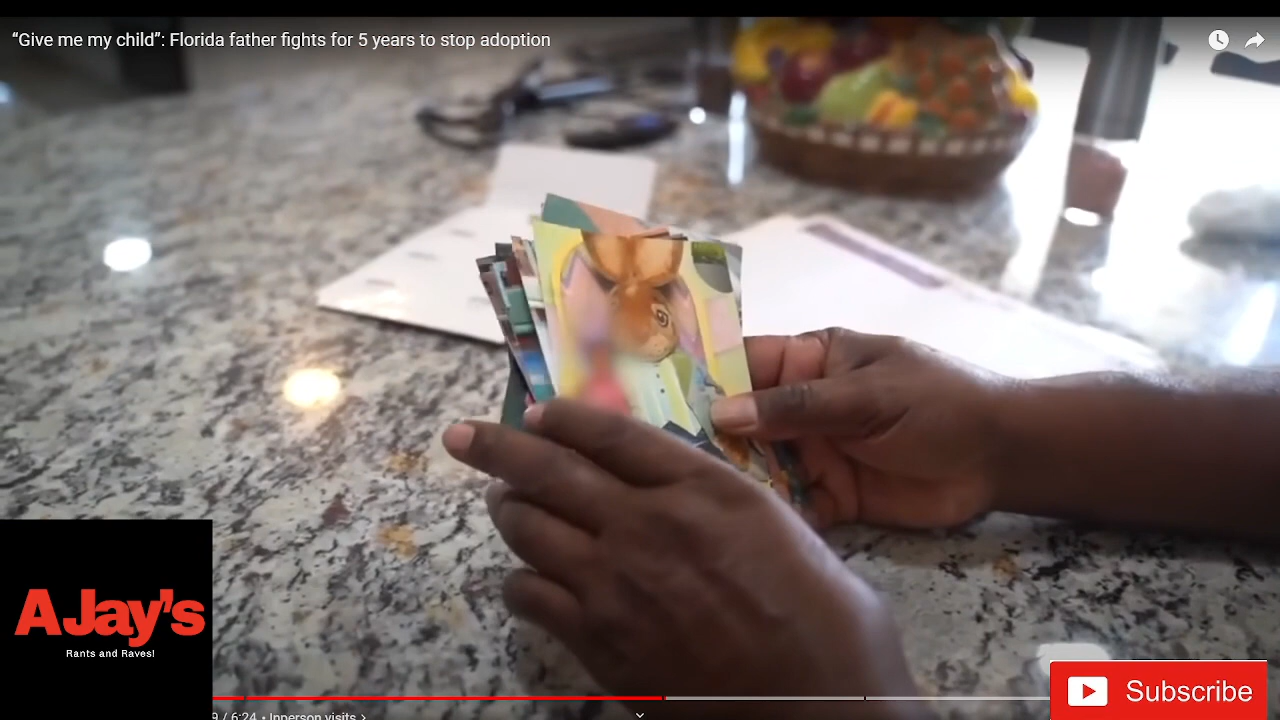 “Give me my child”: Florida father fights for 5 years to stop adoption
AJay's
Rants and Raves!
Subscribe
9 / 6:24 • Inperson visits >